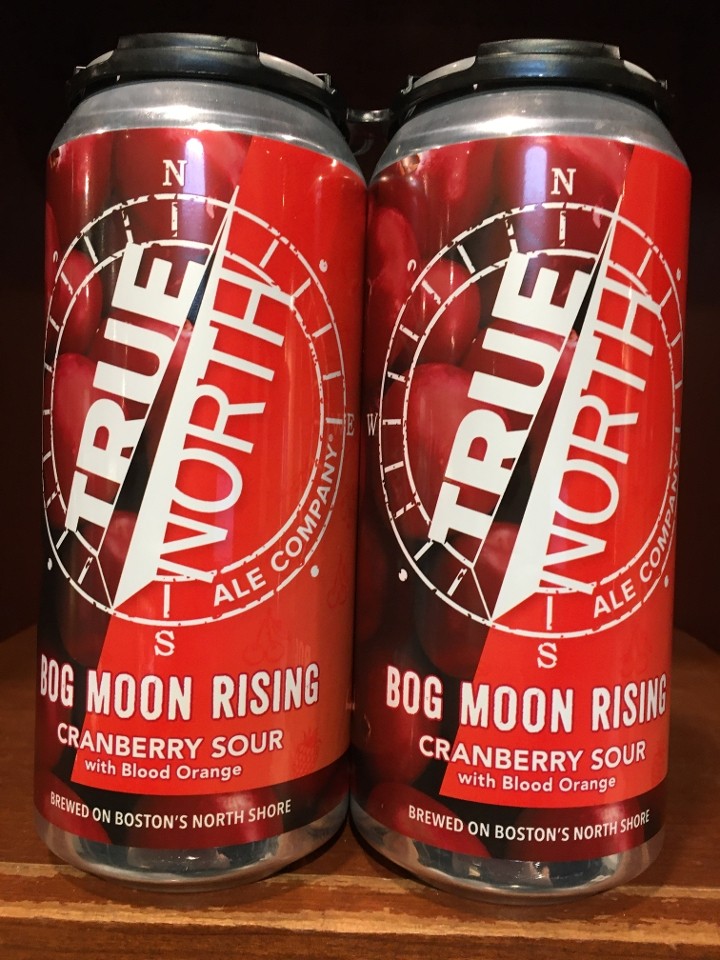 N
TRUE
NORTH
ALE COMPANY
E
S
BOG MOON RISING
CRANBERRY SOUR
with Blood Orange
BREWED ON BOSTON'S NORTH SHORE
N
W
TRUE
NORTH
ALE COMPANY
S
BOG MOON RISING
CRANBERRY SOUR
with Blood Orange
BREWED ON BOSTON'S NORTH SHORE